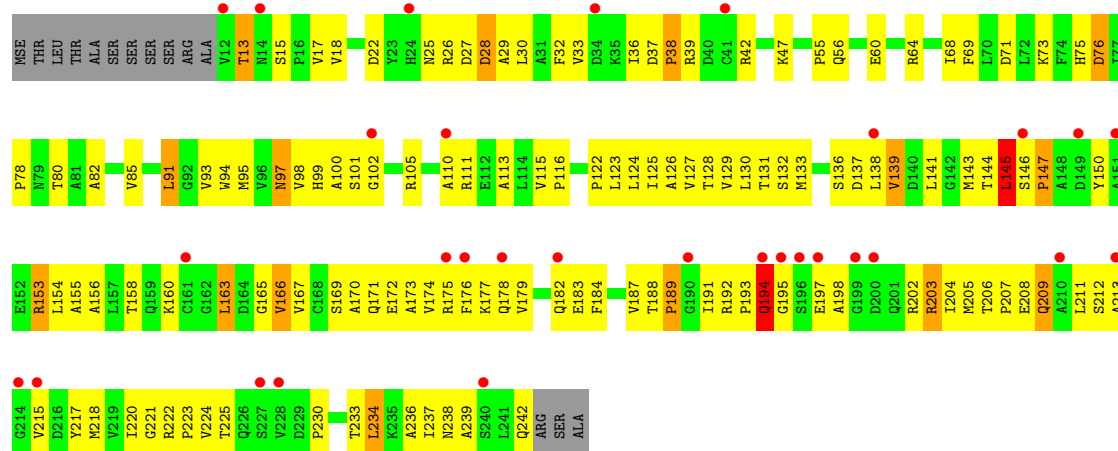 MSE THR LEU THR ALA SER SER SER SER ARG ALA V12 T13 N14 S15 P16 V17 V18 D22 Y23 H24 N25 R26 D27 D28 A29 L30 A31 F32 V33 D34 K35 I36 D37 P38 R39 D40 C41 R42 K47 P55 Q56 E60 R64 I68 F69 L70 D71 L72 K73 F74 H75 D76 I77
P78 N79 T80 A81 A82 V85 L91 G92 V93 W94 M95 V96 N97 V98 H99 A100 S101 G102 R105 A110 R111 E112 A113 L114 V115 P116 P122 L123 L124 I125 A126 V127 T128 V129 L130 T131 S132 M133 S136 D137 L138 V139 D140 L141 G142 M143 T144 L145 S146 P147 A148 D149 Y150 A151
E152 R153 L154 A155 A156 L157 T158 Q159 K160 C161 G162 L163 D164 G165 V166 V167 C168 S169 A170 Q171 E172 A173 V174 R175 F176 K177 Q178 V179 Q182 E183 F184 V187 T188 P189 G190 I191 R192 P193 Q194 G195 S196 E197 A198 G199 D200 Q201 R202 R203 I204 M205 T206 P207 E208 Q209 A210 L211 S212 A213
G214 V215 D216 Y217 M218 V219 I220 G221 R222 P223 V224 T225 Q226 S227 V228 D229 P230 T233 L234 K235 A236 I237 N238 A239 S240 L241 Q242 ARG SER ALA